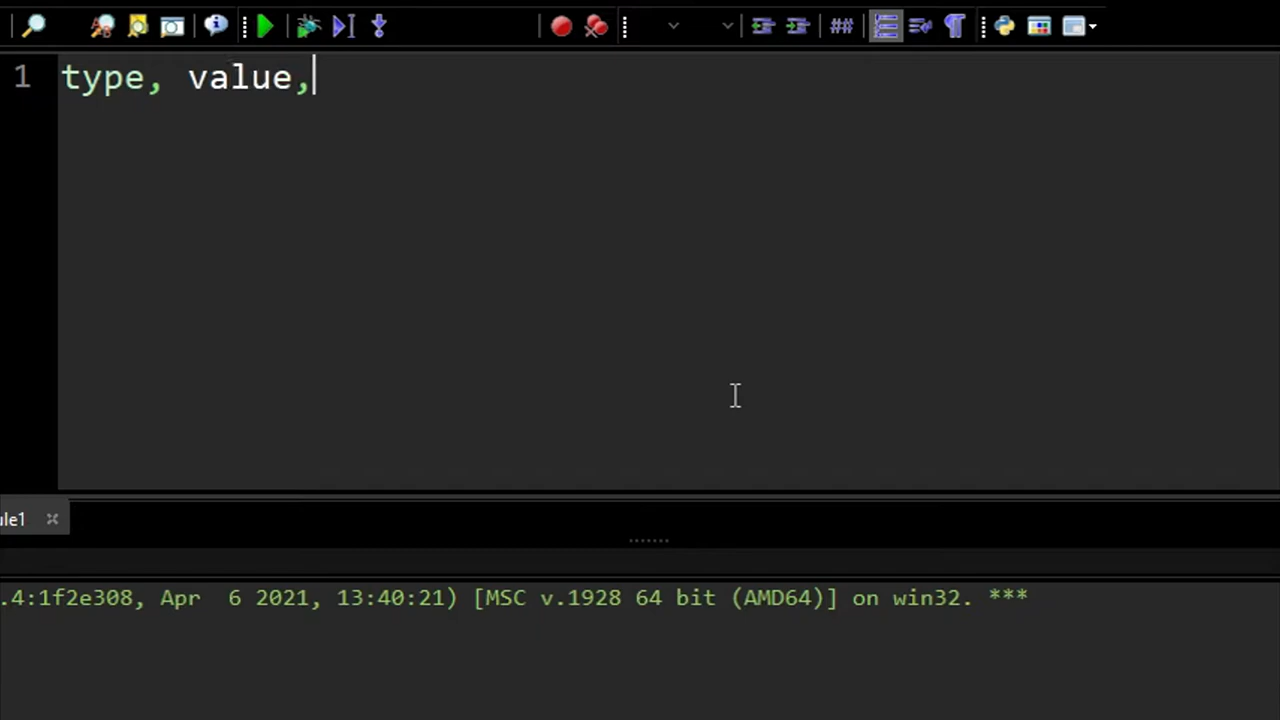 ##
1 type, value,
ule1
.4:1f2e308, Apr  6 2021, 13:40:21) [MSC v.1928 64 bit (AMD64)] on win32. ***